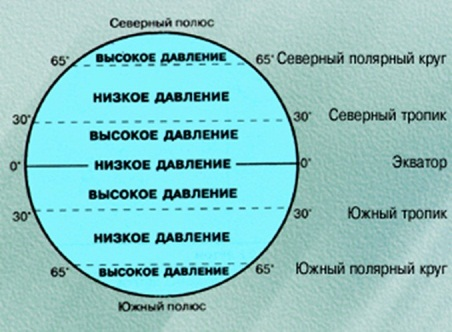 Северный полюс
65° ВЫСОКОЕ ДАВЛЕНИЕ 65° Северный полярный круг
НИЗКОЕ ДАВЛЕНИЕ
30° 30° Северный тропик
ВЫСОКОЕ ДАВЛЕНИЕ
0° НИЗКОЕ ДАВЛЕНИЕ 0° Экватор
ВЫСОКОЕ ДАВЛЕНИЕ
30° 30° Южный тропик
НИЗКОЕ ДАВЛЕНИЕ
65° ВЫСОКОЕ ДАВЛЕНИЕ 65° Южный полярный круг
Южный полюс